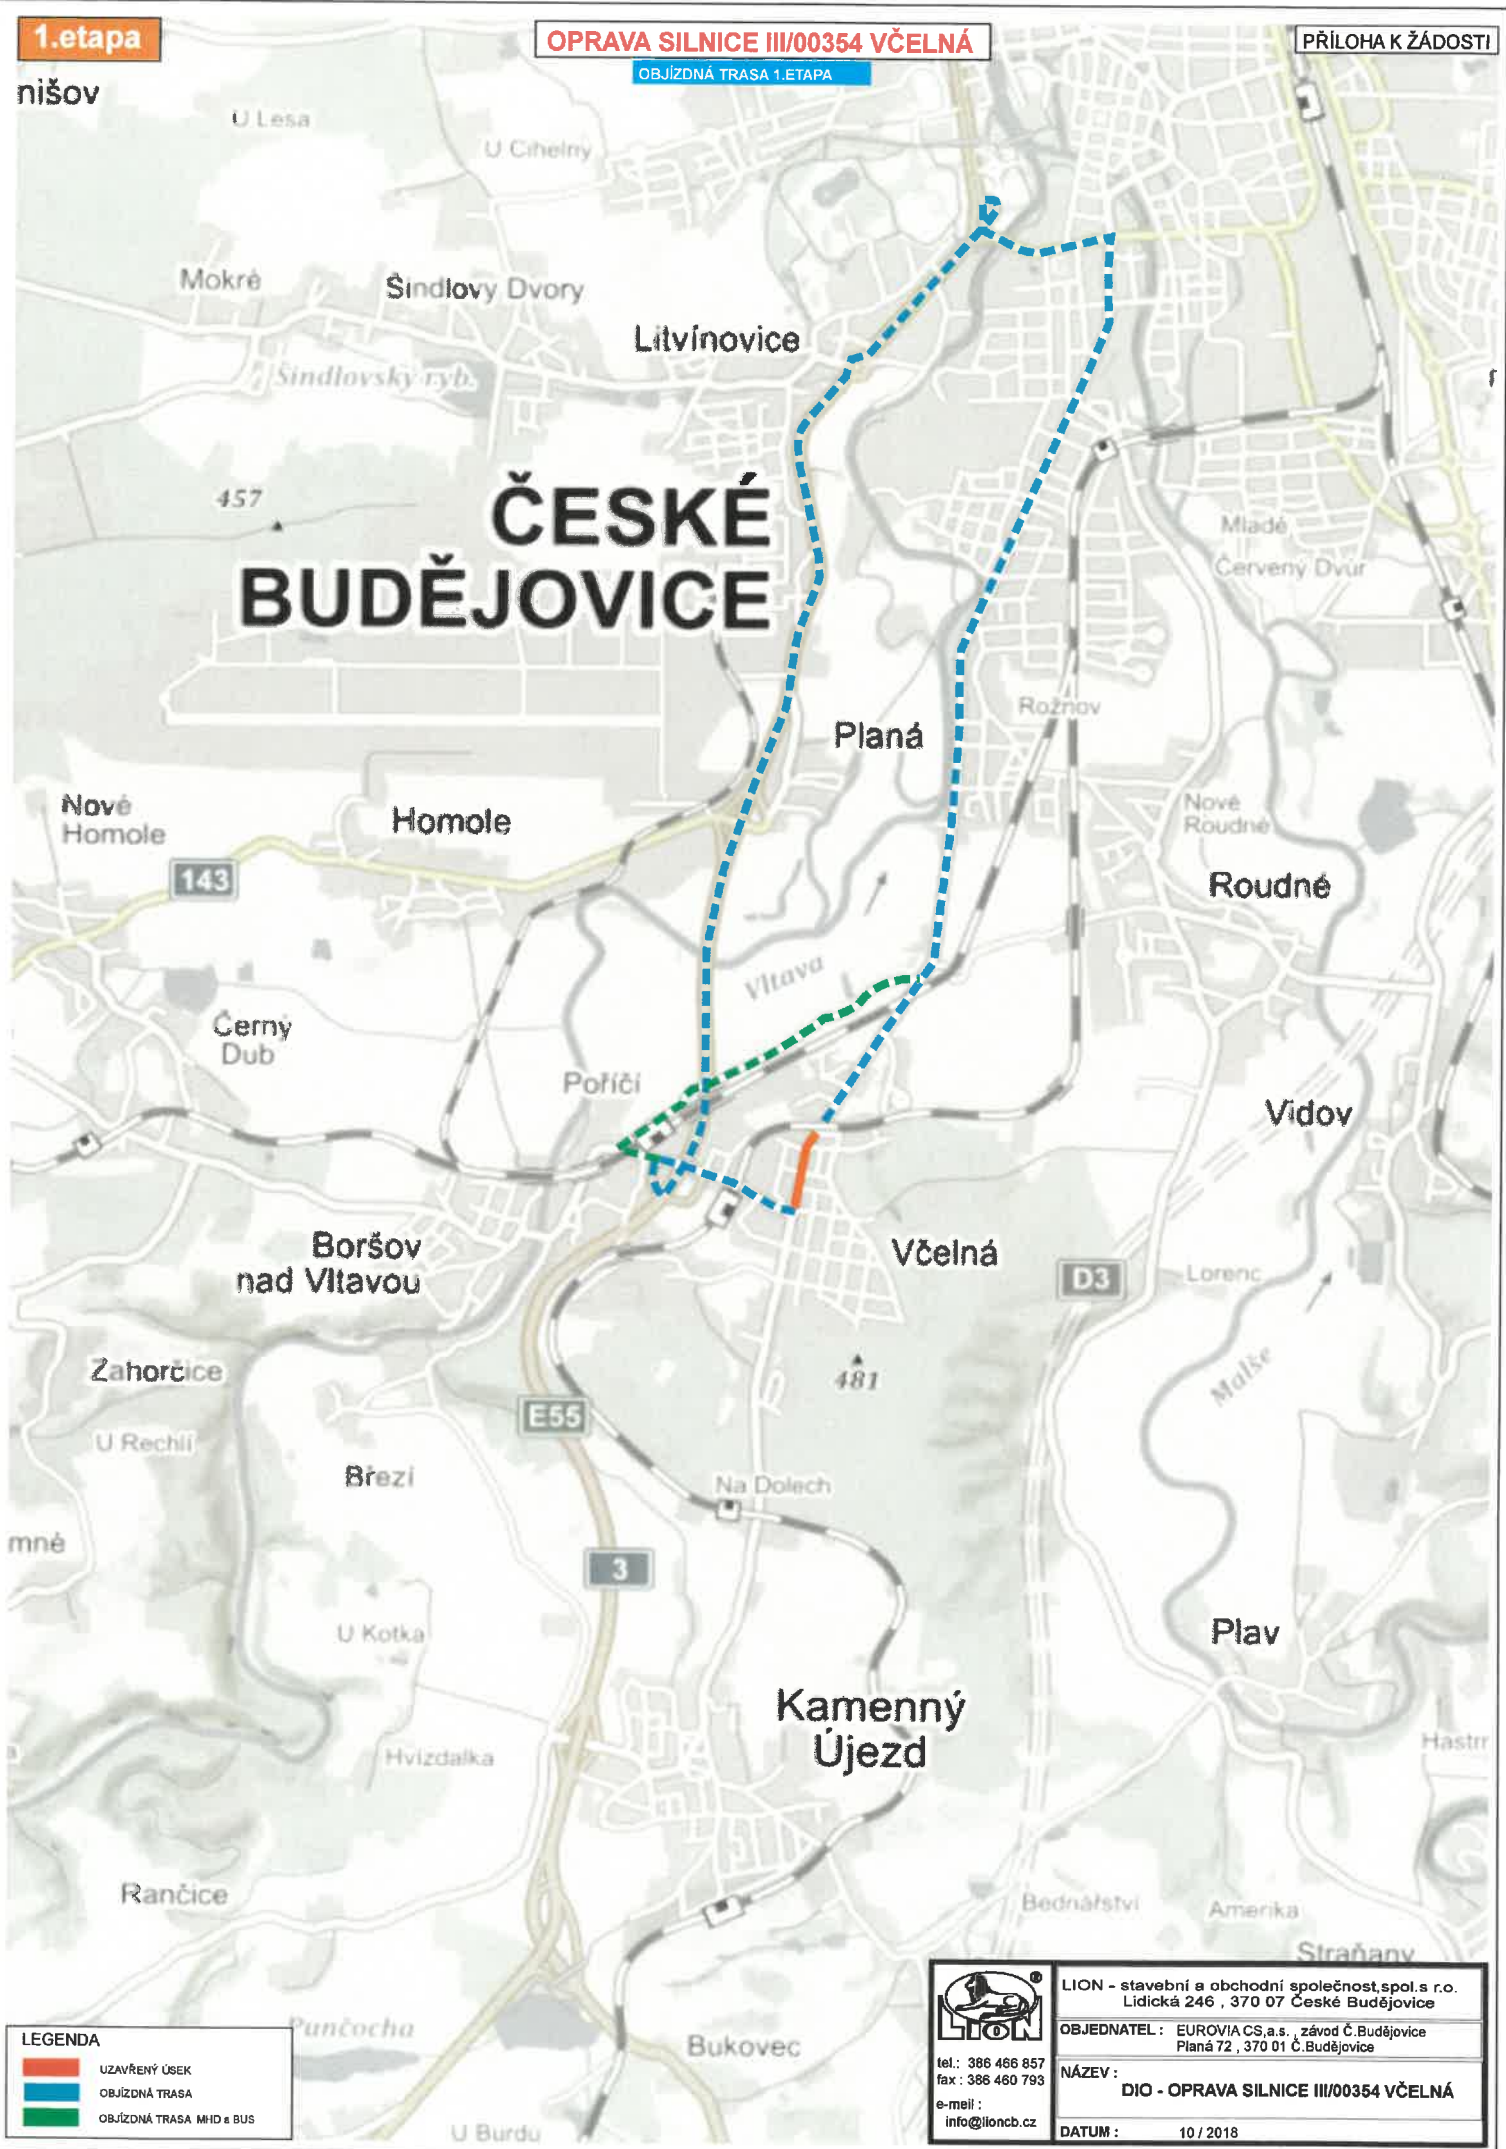 1.etapa
OPRAVA SILNICE III/00354 VČELNÁ
OBJÍZDNÁ TRASA 1.ETAPA
PŘÍLOHA K ŽÁDOSTI
nišov
U Lesa
U Cihelny
Mokré
Šindlovy Dvory
Litvínovice
Šindlovský ryb.
457
ČESKÉ
BUDĚJOVICE
Mladé
Červený Dvůr
Rožnov
Planá
Nové
Homole
Homole
Nové
Roudné
143
Roudné
Vltava
Černý
Dub
Poříčí
Vidov
Boršov
nad Vltavou
Včelná
D3
Lorenc
Zahorčice
481
Malše
E55
U Rechlí
Březí
Na Dolech
mné
3
U Kotka
Plav
Kamenný
Újezd
Hvízdalka
Hastrr
Rančice
Bednářství
Amerika
Straňany
Punčocha
Bukovec
U Burdu
LEGENDA
UZAVŘENÝ ÚSEK
OBJÍZDNÁ TRASA
OBJÍZDNÁ TRASA MHD a BUS
LION
®
tel.: 386 466 857
fax : 386 460 793
e-meil :
info@lioncb.cz
LION - stavební a obchodní společnost,spol.s r.o.
Lidická 246 , 370 07 České Budějovice
OBJEDNATEL : EUROVIA CS,a.s. , závod Č.Budějovice
Planá 72 , 370 01 Č.Budějovice
NÁZEV :
DIO - OPRAVA SILNICE III/00354 VČELNÁ
DATUM : 10 / 2018